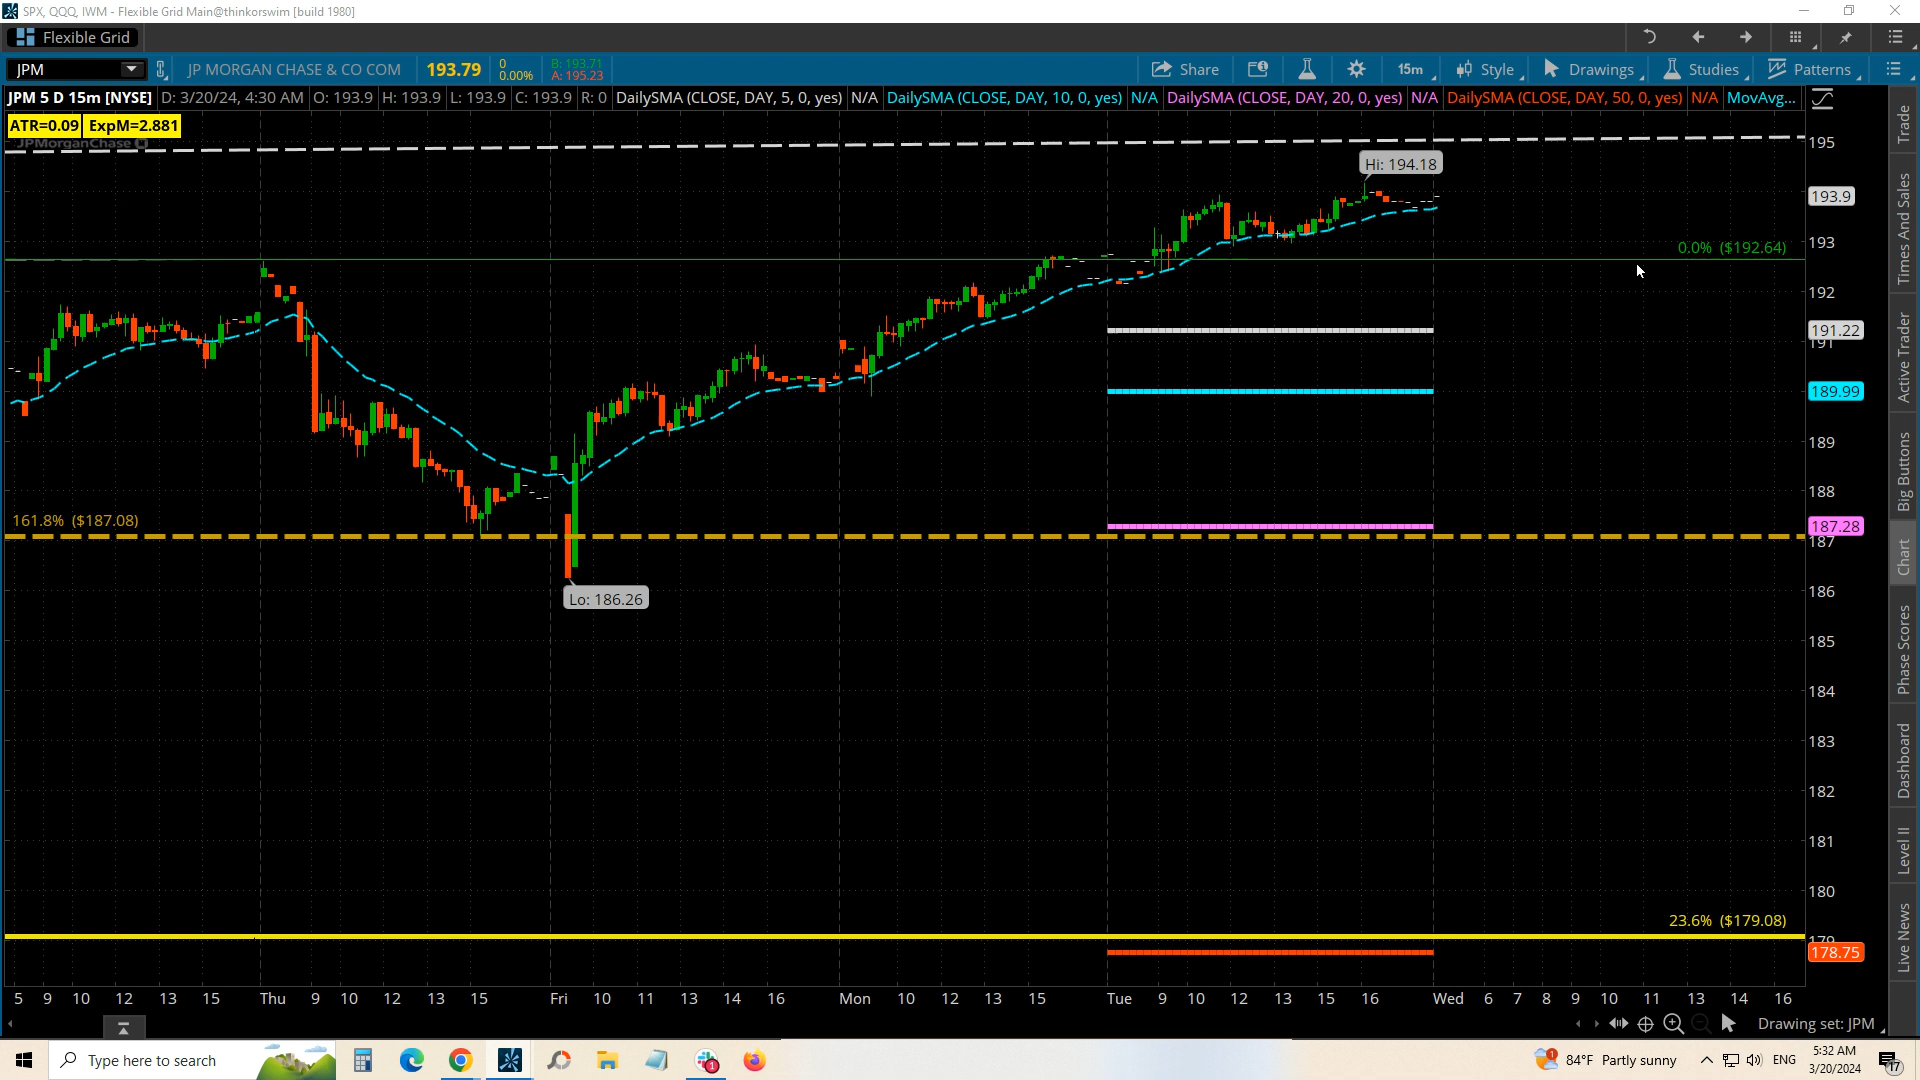 SPX, QQQ, IWM - Flexible Grid Main@thinkorswim [build 1980]
Flexible Grid
JPM JP MORGAN CHASE & CO COM 193.79 0 0.00% B: 193.71 A: 195.23 Share 15m Style Drawings Studies Patterns
JPM 5 D 15m [NYSE] D: 3/20/24, 4:30 AM O: 193.9 H: 193.9 L: 193.9 C: 193.9 R: 0 DailySMA (CLOSE, DAY, 5, 0, yes) N/A DailySMA (CLOSE, DAY, 10, 0, yes) N/A DailySMA (CLOSE, DAY, 20, 0, yes) N/A DailySMA (CLOSE, DAY, 50, 0, yes) N/A MovAvg...
ATR=0.09 ExpM=2.881
JPMorganChase
195
Hi: 194.18
193.9
193
0.0% ($192.64)
192
191.22
191
189.99
189
188
161.8% ($187.08)
187.28
187
Lo: 186.26
186
185
184
183
182
181
180
23.6% ($179.08)
179
178.75
5 9 10 12 13 15 Thu 9 10 12 13 15 Fri 10 11 13 14 16 Mon 10 12 13 15 Tue 9 10 12 13 15 16 Wed 6 7 8 9 10 11 13 14 16
Drawing set: JPM
Trade
Times And Sales
Active Trader
Big Buttons
Chart
Phase Scores
Dashboard
Level II
Live News
Type here to search
1
1
84°F Partly sunny
ENG
5:32 AM
3/20/2024
17